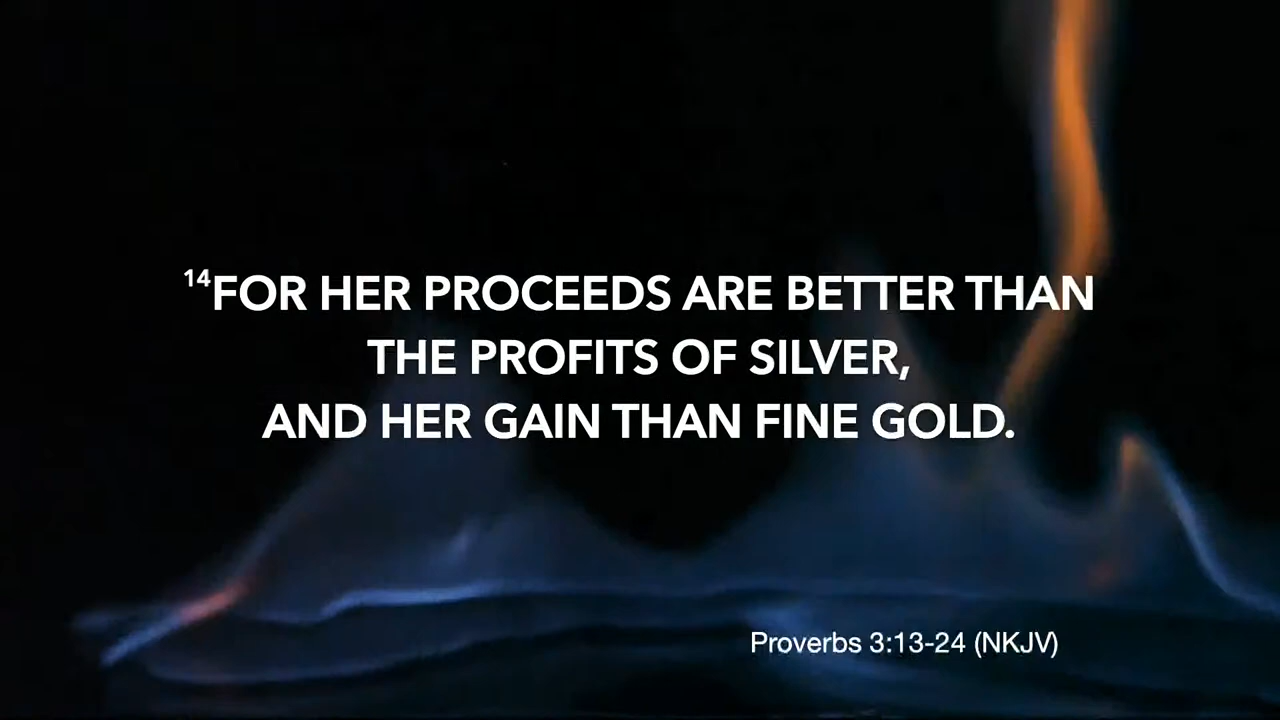 14FOR HER PROCEEDS ARE BETTER THAN
THE PROFITS OF SILVER,
AND HER GAIN THAN FINE GOLD.
Proverbs 3:13-24 (NKJV)